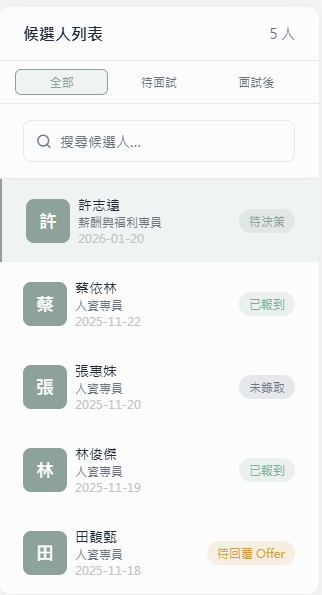 候選人列表 5 人
全部 待面試 面試後
搜尋候選人...
許 許志遠
薪酬與福利專員 待決策
2026-01-20
蔡 蔡依林
人資專員 已報到
2025-11-22
張 張惠妹
人資專員 未錄取
2025-11-20
林 林俊傑
人資專員 已報到
2025-11-19
田 田馥甄
人資專員 待回覆 Offer
2025-11-18